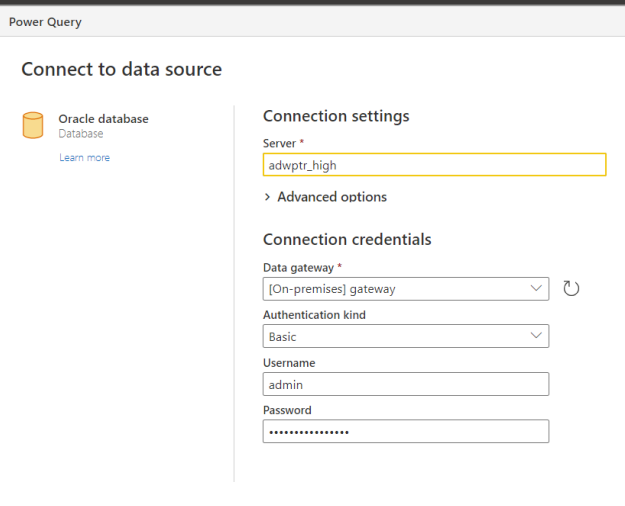 Power Query
Connect to data source
Oracle database
Database
Learn more
Connection settings
Server *
adwptr_high
> Advanced options
Connection credentials
Data gateway *
[On-premises] gateway
Authentication kind
Basic
Username
admin
Password
••••••••••••••••